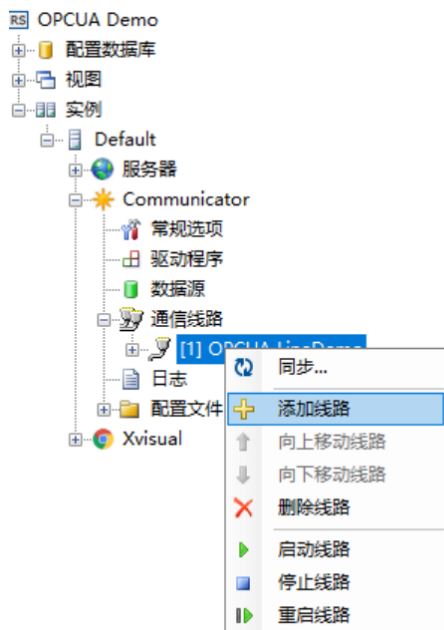 RS OPCUA Demo
配置数据库
视图
实例
Default
服务器
Communicator
常规选项
驱动程序
数据源
通信线路
[1] OPCUA LineDemo
同步...
日志
添加线路
配置文件
向上移动线路
Xvisual
向下移动线路
删除线路
启动线路
停止线路
重启线路